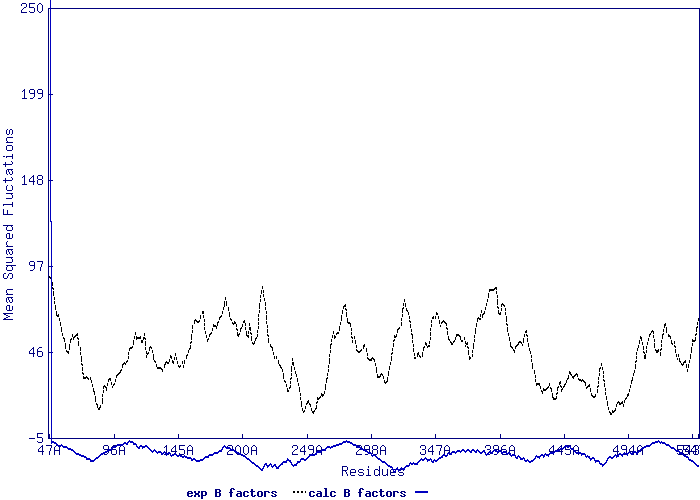 250
199
148
97
46
-5
Mean Squared Fluctations
47A 96A 145A 200A 249A 298A 347A 396A 445A 494A
Residues
exp B factors calc B factors